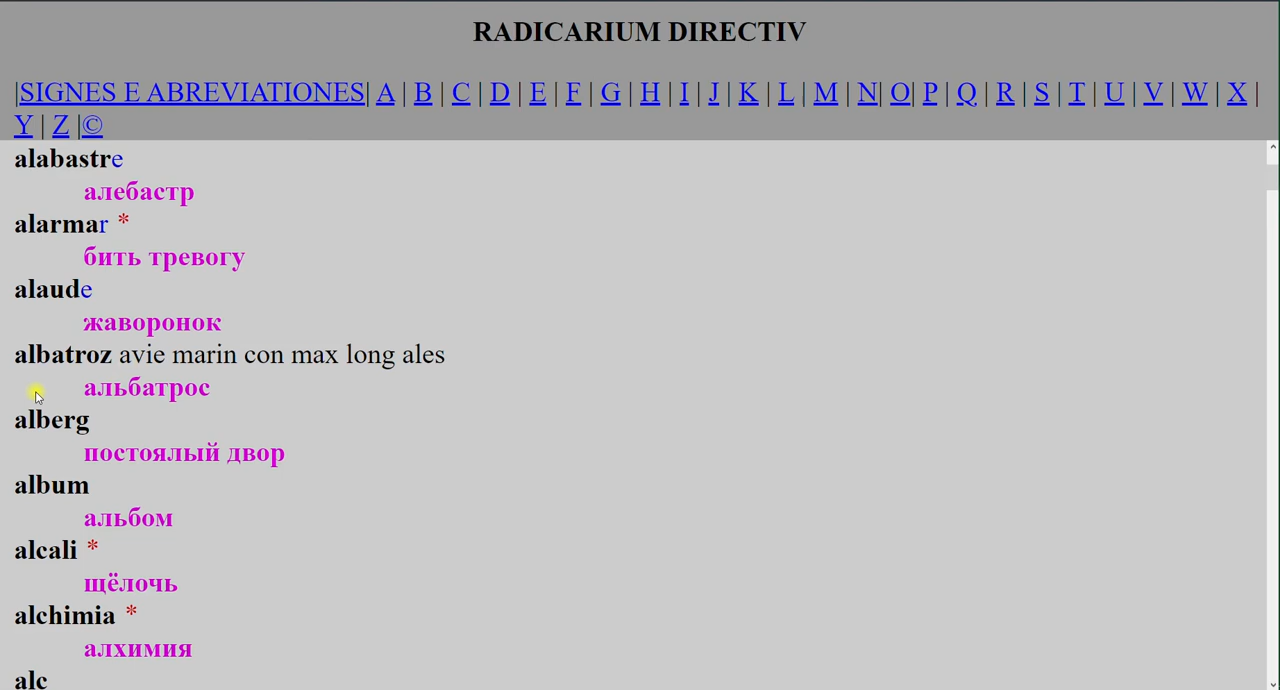 RADICARIUM DIRECTIV
|SIGNES E ABREVIATIONES| A | B | C | D | E | F | G | H | I | J | K | L | M | N| O| P | Q | R | S | T | U | V | W | X |
Y | Z |©
alabastre
алебастр
alarmar *
бить тревогу
alaude
жаворонок
albatroz avie marin con max long ales
альбатрос
alberg
постоялый двор
album
альбом
alcali *
щёлочь
alchimia *
алхимия
alc